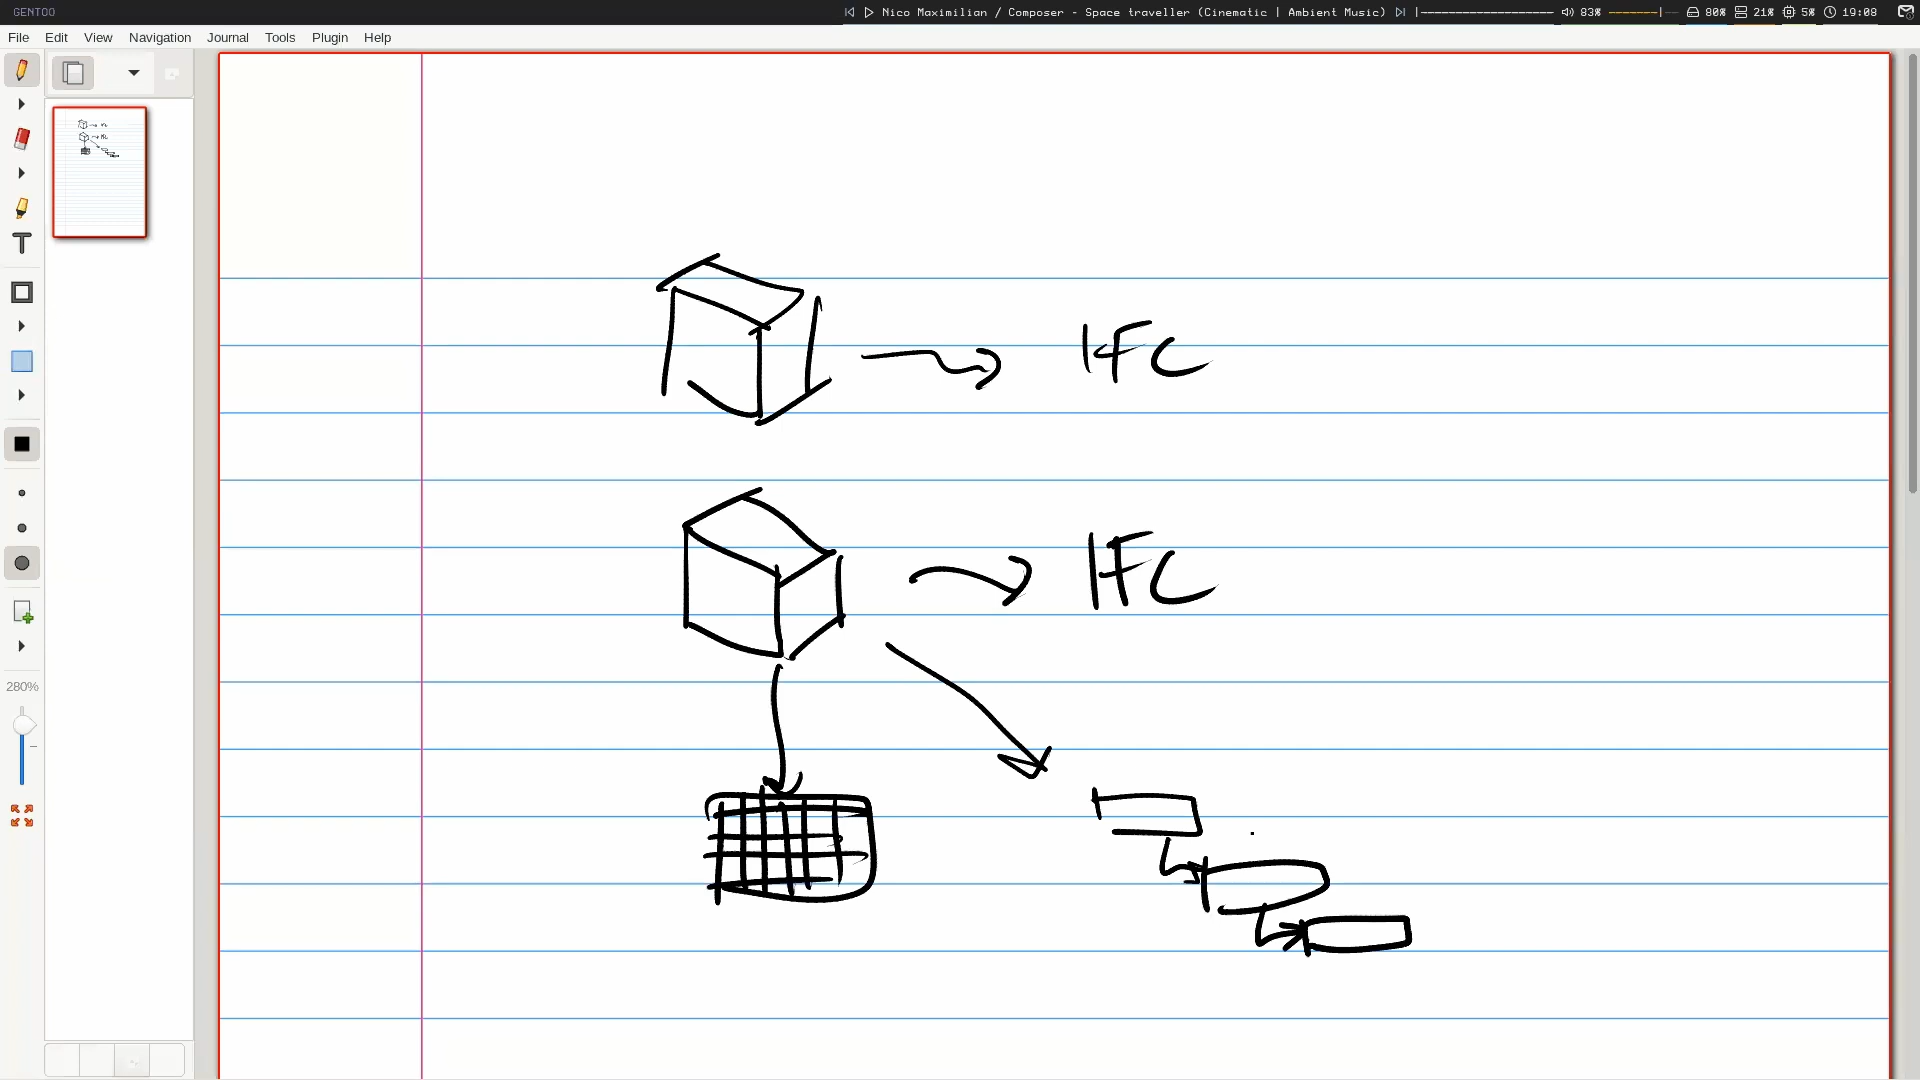 GENTOO
Nico Maximilian / Composer - Space traveller (Cinematic | Ambient Music)
83%
80%
21%
5%
19:08
File Edit View Navigation Journal Tools Plugin Help
T
IFC
IFC
280%